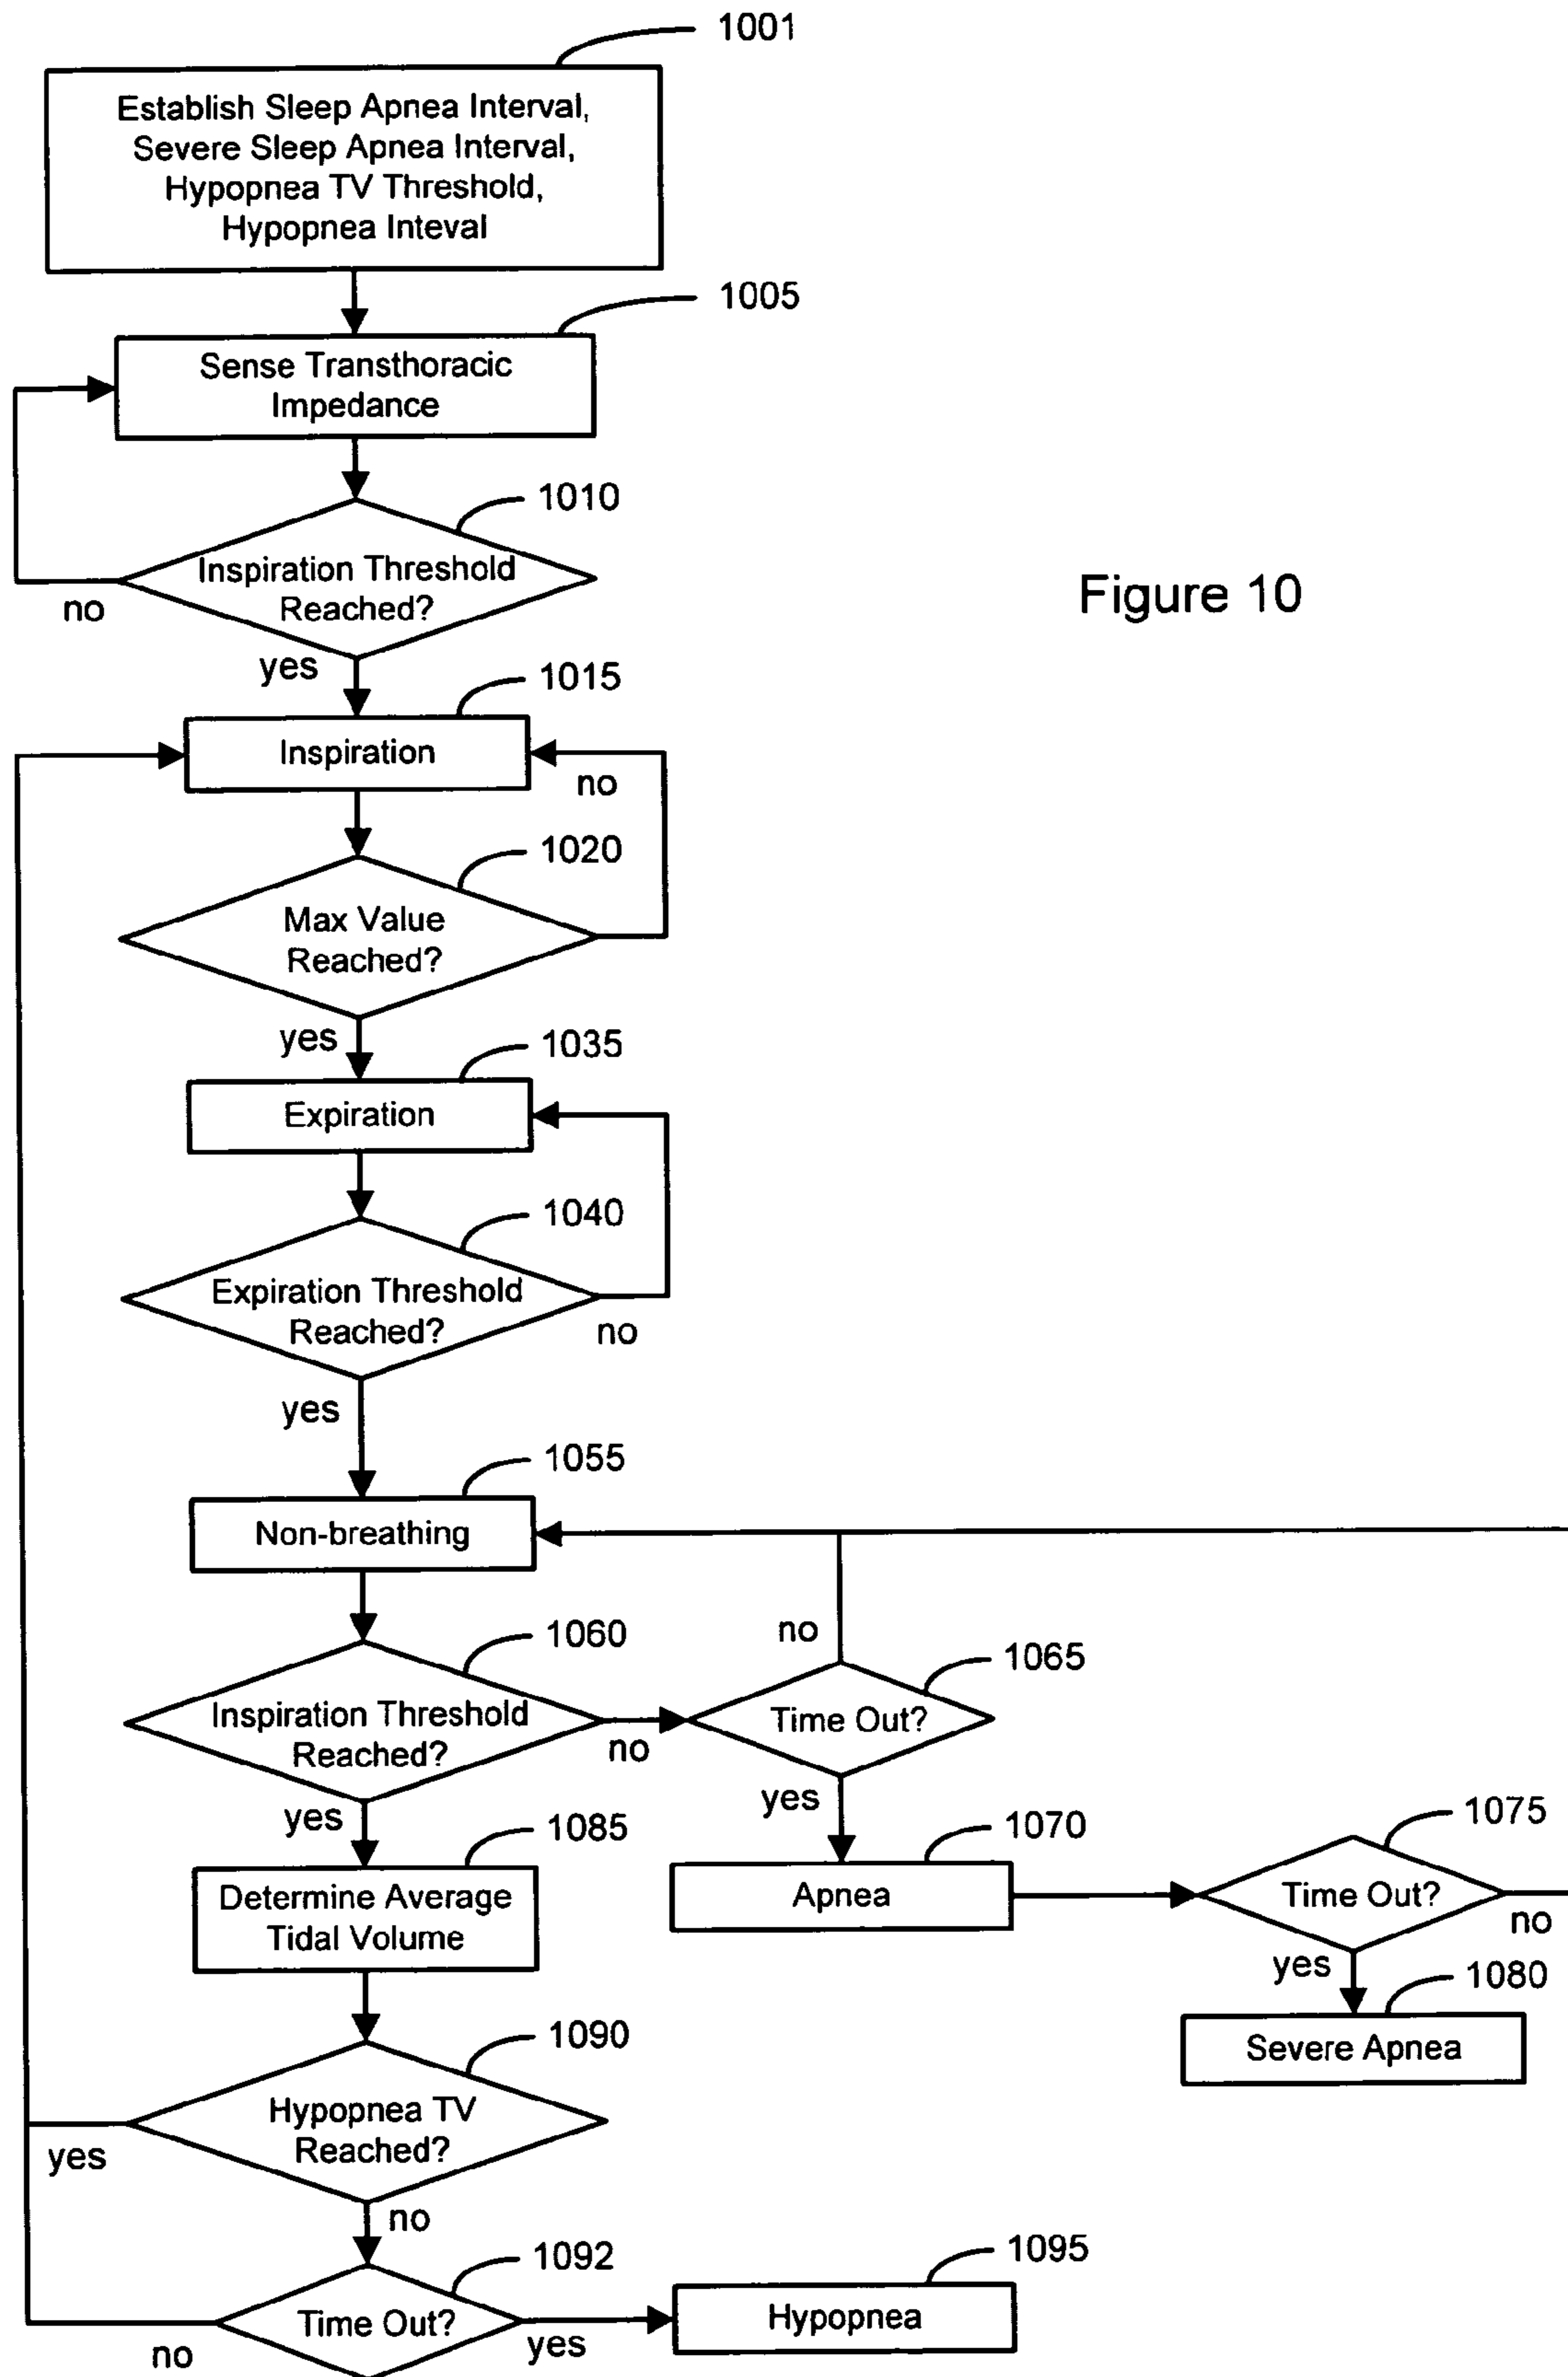 1001
Establish Sleep Apnea Interval,
Severe Sleep Apnea Interval,
Hypopnea TV Threshold,
Hypopnea Inteval
1005
Sense Transthoracic
Impedance
1010
Inspiration Threshold
Reached?
no
yes
Figure 10
1015
Inspiration
no
1020
Max Value
Reached?
yes
1035
Expiration
1040
Expiration Threshold
Reached?
no
yes
1055
Non-breathing
1060
Inspiration Threshold
Reached?
no
yes
no
1065
Time Out?
yes
1070
Apnea
1075
Time Out?
no
yes
1080
Severe Apnea
1085
Determine Average
Tidal Volume
1090
Hypopnea TV
Reached?
yes
no
1092
Time Out?
no
yes
1095
Hypopnea